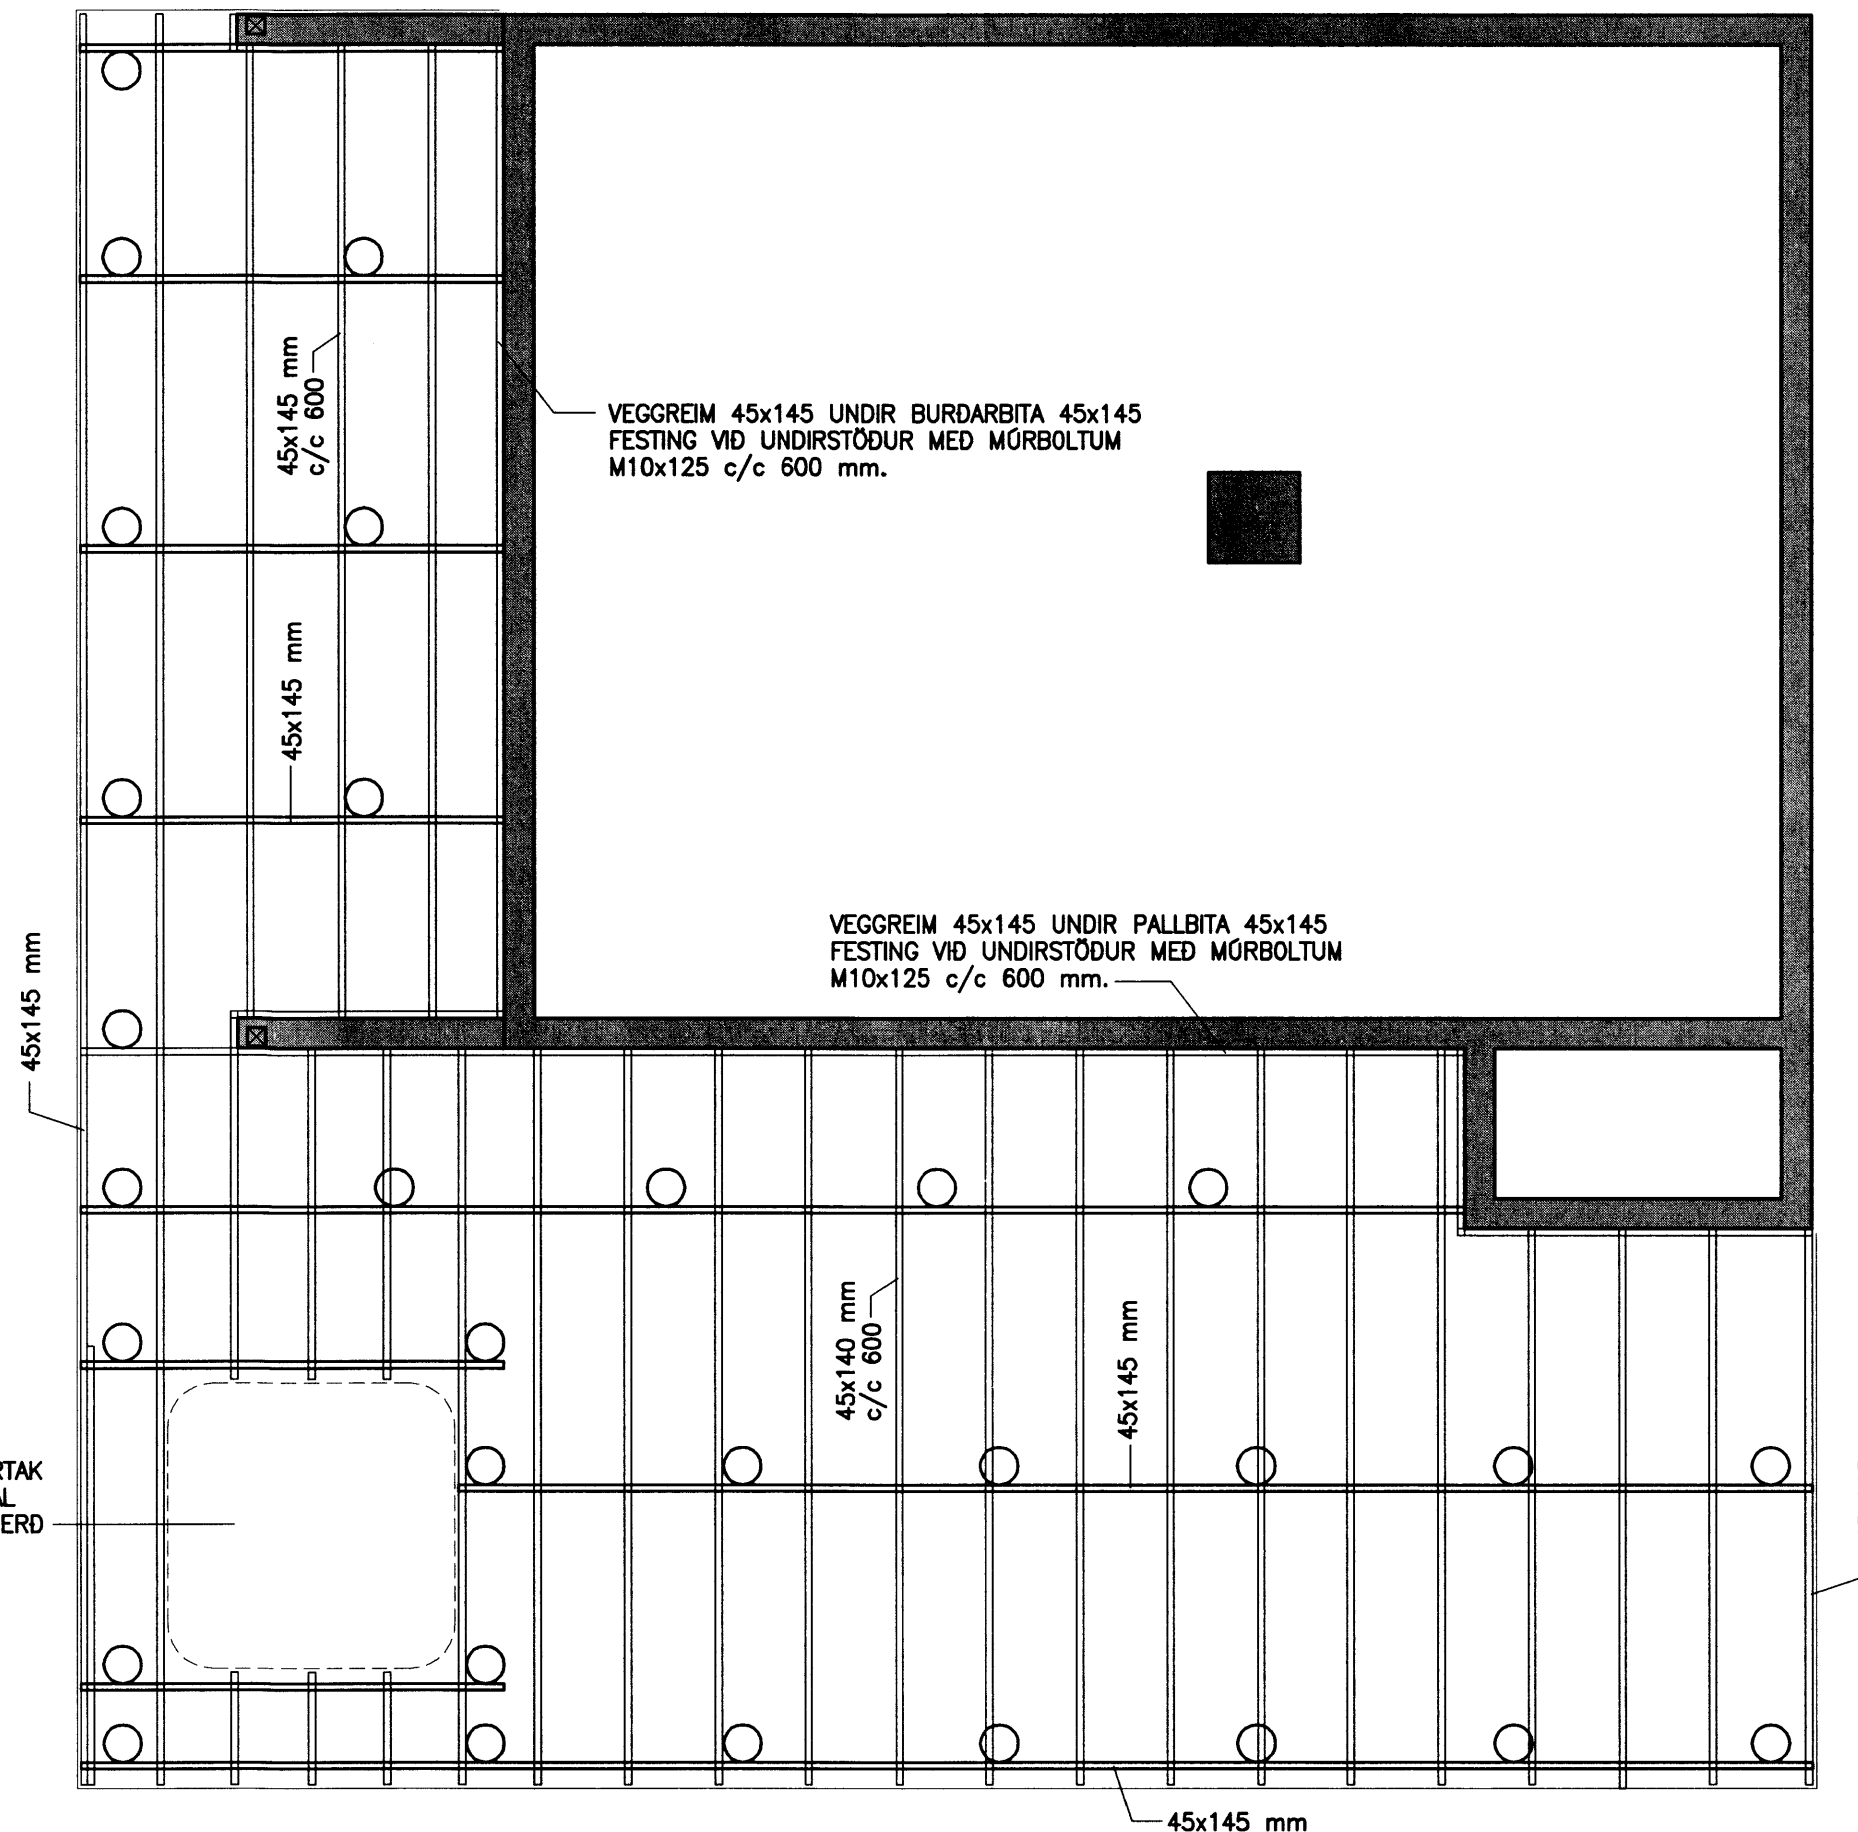 45x145 mm
c/c 600
VEGGREIM 45x145 UNDIR BURÐARBITA 45x145
FESTING VIÐ UNDIRSTÖÐUR MEÐ MÚRBOLTUM
M10x125 c/c 600 mm.
45x145 mm
VEGGREIM 45x145 UNDIR PALLBITA 45x145
FESTING VIÐ UNDIRSTÖÐUR MEÐ MÚRBOLTUM
M10x125 c/c 600 mm.
45x145 mm
45x140 mm
c/c 600
45x145 mm
RTAK
ERÐ
45x145 mm